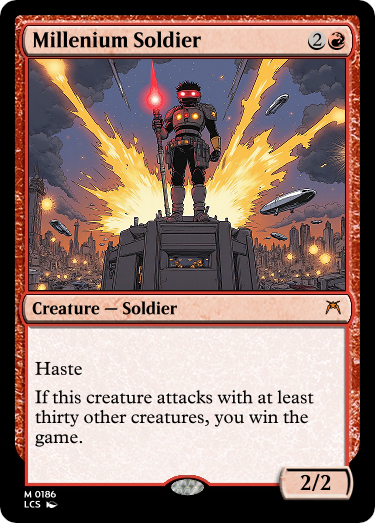 Millenium Soldier 2
Creature — Soldier
Haste
If this creature attacks with at least
thirty other creatures, you win the
game.
2/2
M 0186
LCS